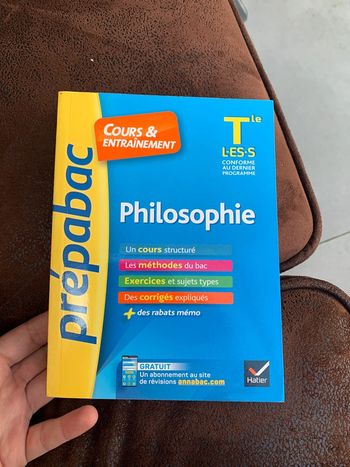 prépabac
COURS &
ENTRAÎNEMENT
Tle
L•ES•S
CONFORME
AU DERNIER
PROGRAMME
Philosophie
Un cours structuré
Les méthodes du bac
Exercices et sujets types
Des corrigés expliqués
+ des rabats mémo
GRATUIT
Un abonnement au site
de révisions annabac.com
Hatier